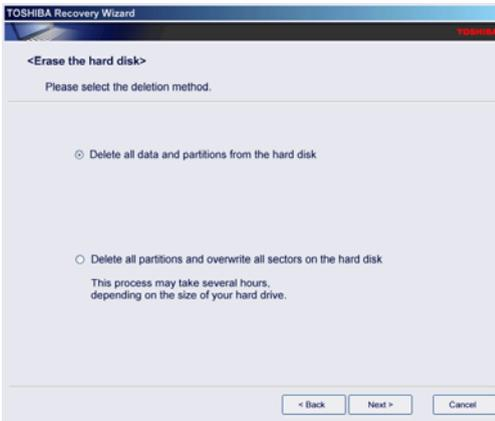 TOSHIBA Recovery Wizard
TOSHIBA
<Erase the hard disk>
Please select the deletion method.
Delete all data and partitions from the hard disk
Delete all partitions and overwrite all sectors on the hard disk
This process may take several hours,
depending on the size of your hard drive.
< Back Next > Cancel